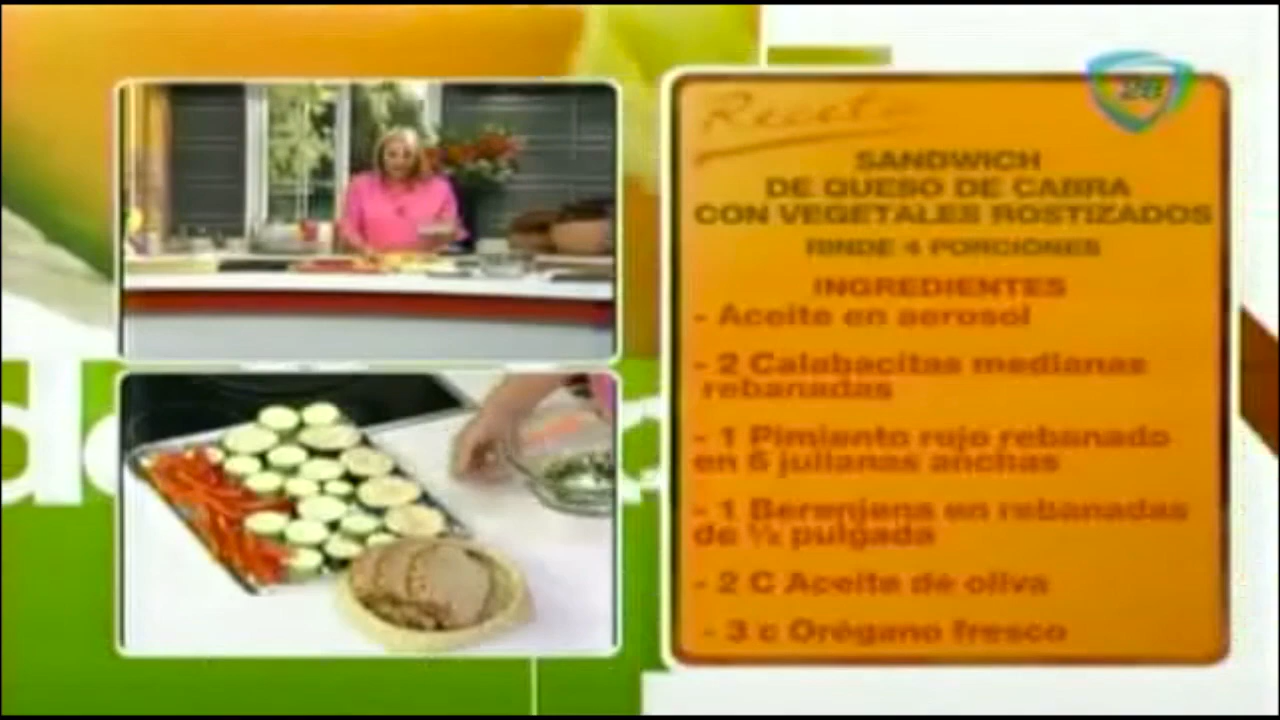 Receta
SANDWICH
DE QUESO DE CABRA
CON VEGETALES ROSTIZADOS
RINDE 4 PORCIONES
INGREDIENTES
- Aceite en aerosol
- 2 Calabacitas medianas
rebanadas
- 1 Pimiento rojo rebanado
en 6 julianas anchas
- 1 Berenjena en rebanadas
de ½ pulgada
- 2 C Aceite de oliva
- 3 c Orégano fresco